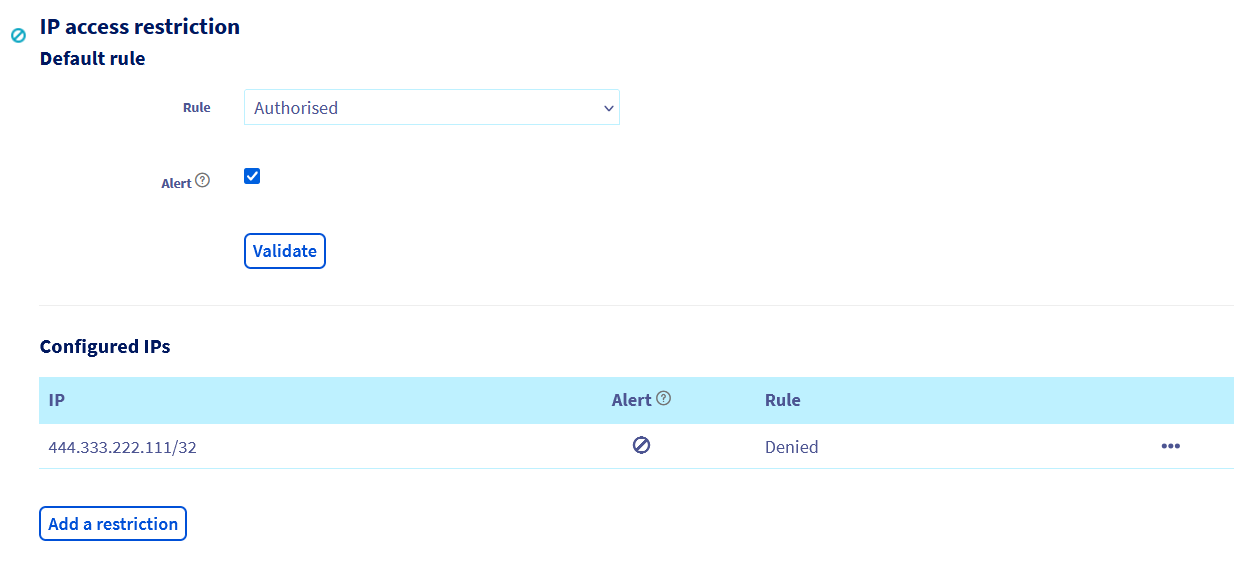 IP access restriction
Default rule
Rule
Authorised
Alert ?
Validate
Configured IPs
IP Alert ? Rule
444.333.222.111/32 Denied •••
Add a restriction